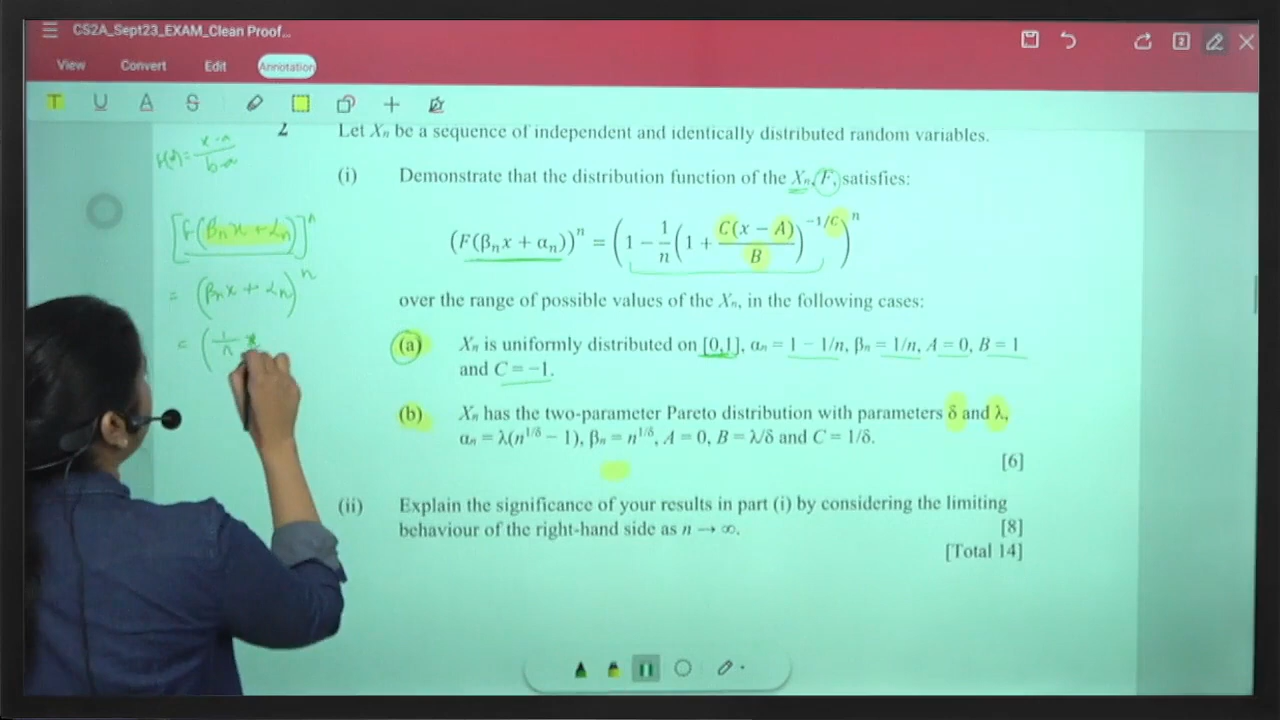 CS2A_Sept23_EXAM_Clean Proof...
View Convert Edit Annotation
T U A S
2 Let Xn be a sequence of independent and identically distributed random variables.
F(x) = x-a / b-a
(i) Demonstrate that the distribution function of the Xn, F, satisfies:
[F(βn x + αn)]^n
(F(βn x + αn))^n = (1 − 1/n (1 + C(x − A)/B)^−1/C)^n
= (βn x + αn)^n
over the range of possible values of the Xn, in the following cases:
= (1/n x
(a) Xn is uniformly distributed on [0,1], αn = 1 − 1/n, βn = 1/n, A = 0, B = 1
and C = −1.
(b) Xn has the two-parameter Pareto distribution with parameters δ and λ,
αn = λ(n^1/δ − 1), βn = n^1/δ, A = 0, B = λ/δ and C = 1/δ.
[6]
(ii) Explain the significance of your results in part (i) by considering the limiting
behaviour of the right-hand side as n → ∞. [8]
[Total 14]